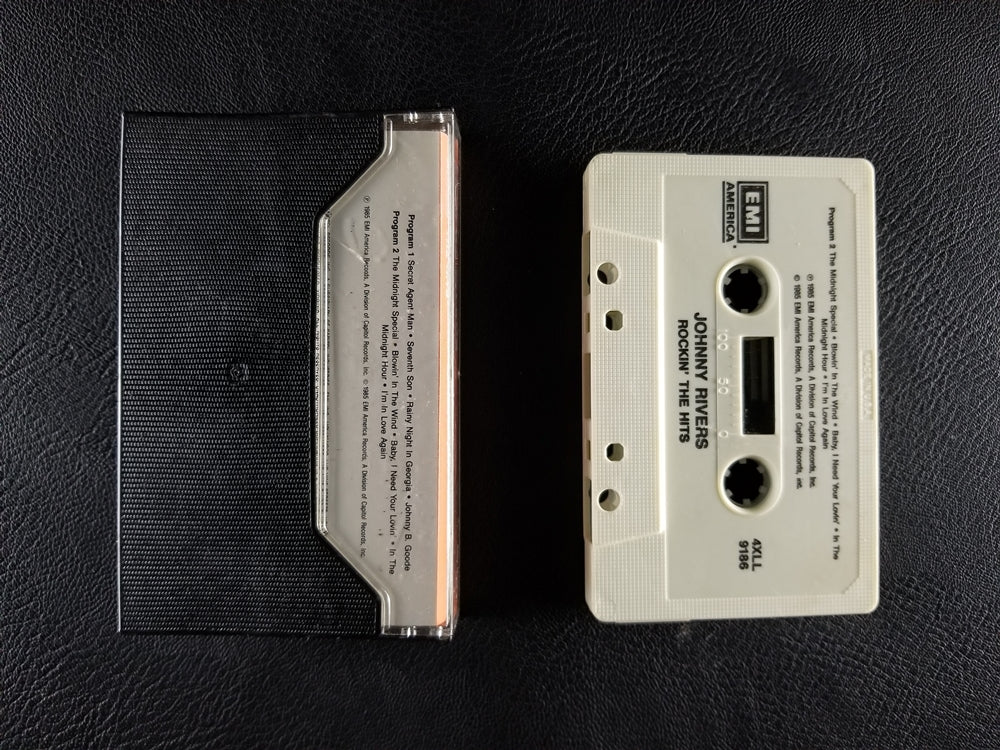 Program 1 Secret Agent Man • Seventh Son • Rainy Night In Georgia • Johnny B. Goode
Program 2 The Midnight Special • Blowin' In The Wind • Baby, I Need Your Lovin' • In The
Midnight Hour • I'm In Love Again
℗ 1985 EMI America Records, A Division of Capitol Records, Inc. © 1985 EMI America Records, A Division of Capitol Records, Inc.
Program 2 The Midnight Special • Blowin' In The Wind • Baby, I Need Your Lovin' • In The
Midnight Hour • I'm In Love Again
℗ 1985 EMI America Records, A Division of Capitol Records, Inc.
© 1985 EMI America Records, A Division of Capitol Records, Inc.
EMI
AMERICA
4XLL
9186
100 50 0
JOHNNY RIVERS
ROCKIN' THE HITS